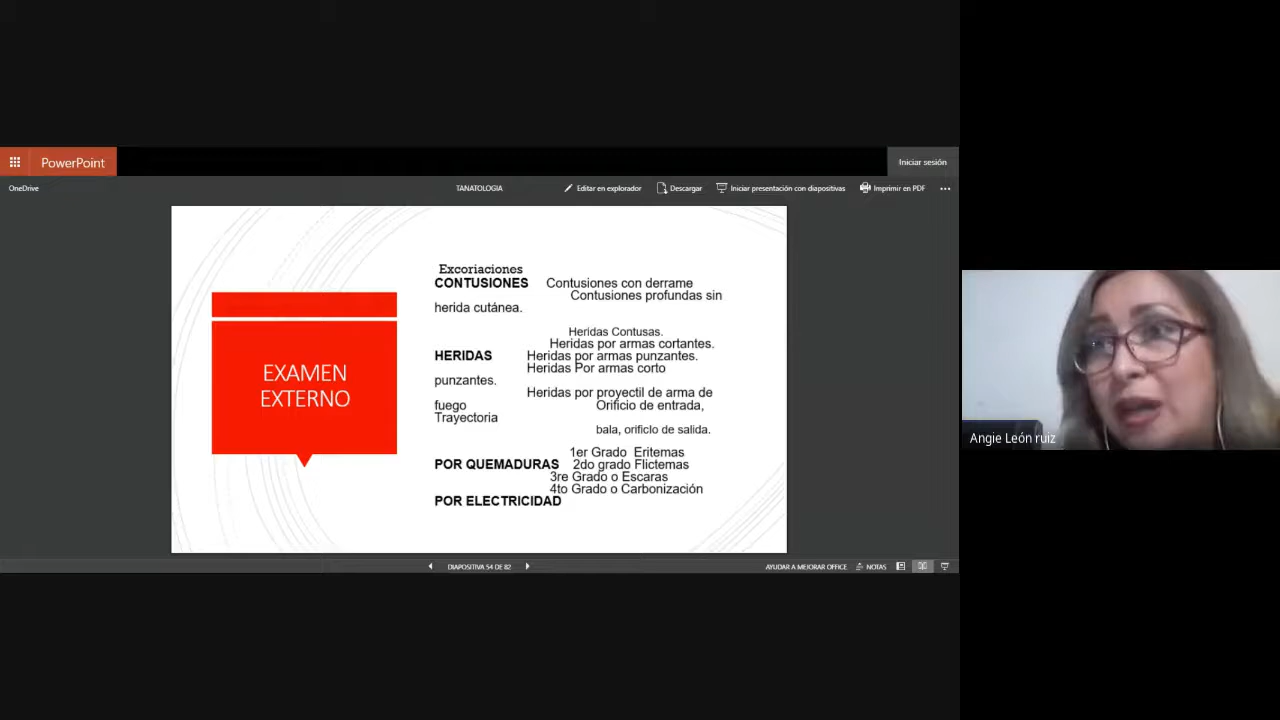 PowerPoint
Iniciar sesión
OneDrive
TANATOLOGIA
Editar en explorador
Descargar
Iniciar presentación con diapositivas
Imprimir en PDF
EXAMEN
EXTERNO
Excoriaciones
CONTUSIONES Contusiones con derrame
Contusiones profundas sin
herida cutánea.
Heridas Contusas.
Heridas por armas cortantes.
HERIDAS Heridas por armas punzantes.
Heridas Por armas corto
punzantes.
Heridas por proyectil de arma de
fuego Orificio de entrada,
Trayectoria
bala, orificlo de salida.
1er Grado Eritemas
POR QUEMADURAS 2do grado Flictemas
3re Grado o Escaras
4to Grado o Carbonización
POR ELECTRICIDAD
Angie León ruiz
DIAPOSITIVA 54 DE 82
AYUDAR A MEJORAR OFFICE
NOTAS